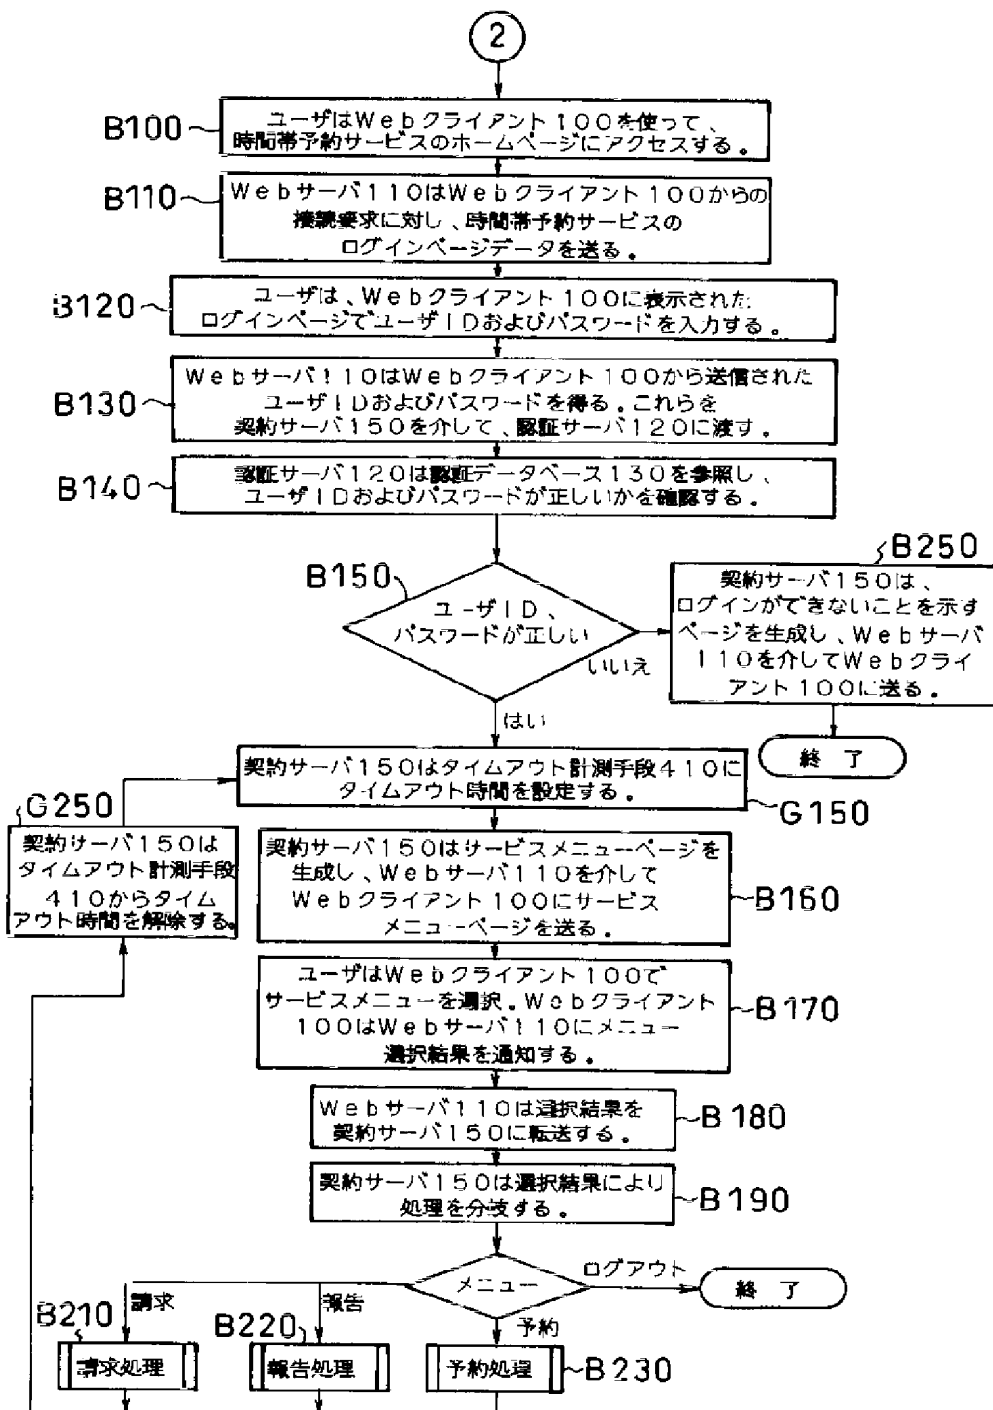 2
B100
ユーザはWebクライアント100を使って、
時間帯予約サービスのホームページにアクセスする。
B110
Webサーバ110はWebクライアント100からの
接続要求に対し、時間帯予約サービスの
ログインページデータを送る。
B120
ユーザは、Webクライアント100に表示された
ログインページでユーザIDおよびパスワードを入力する。
B130
Webサーバ110はWebクライアント100から送信された
ユーザIDおよびパスワードを得る。これらを
契約サーバ150を介して、認証サーバ120に渡す。
B140
認証サーバ120は認証データベース130を参照し、
ユーザIDおよびパスワードが正しいかを確認する。
B150
ユーザID、
パスワードが正しい
いいえ
はい
B250
契約サーバ150は、
ログインができないことを示す
ページを生成し、Webサーバ
110を介してWebクライ
アント100に送る。
終了
契約サーバ150はタイムアウト計測手段410に
タイムアウト時間を設定する。
G150
G250
契約サーバ150は
タイムアウト計測手段
410からタイム
アウト時間を解除する。
契約サーバ150はサービスメニューページを
生成し、Webサーバ110を介して
Webクライアント100にサービス
メニューページを送る。
B160
ユーザはWebクライアント100で
サービスメニューを選択。Webクライアント
100はWebサーバ110にメニュー
選択結果を通知する。
B170
Webサーバ110は選択結果を
契約サーバ150に転送する。
B180
契約サーバ150は選択結果により
処理を分岐する。
B190
メニュー
ログアウト
終了
請求
報告
予約
B210
請求処理
B220
報告処理
予約処理
B230